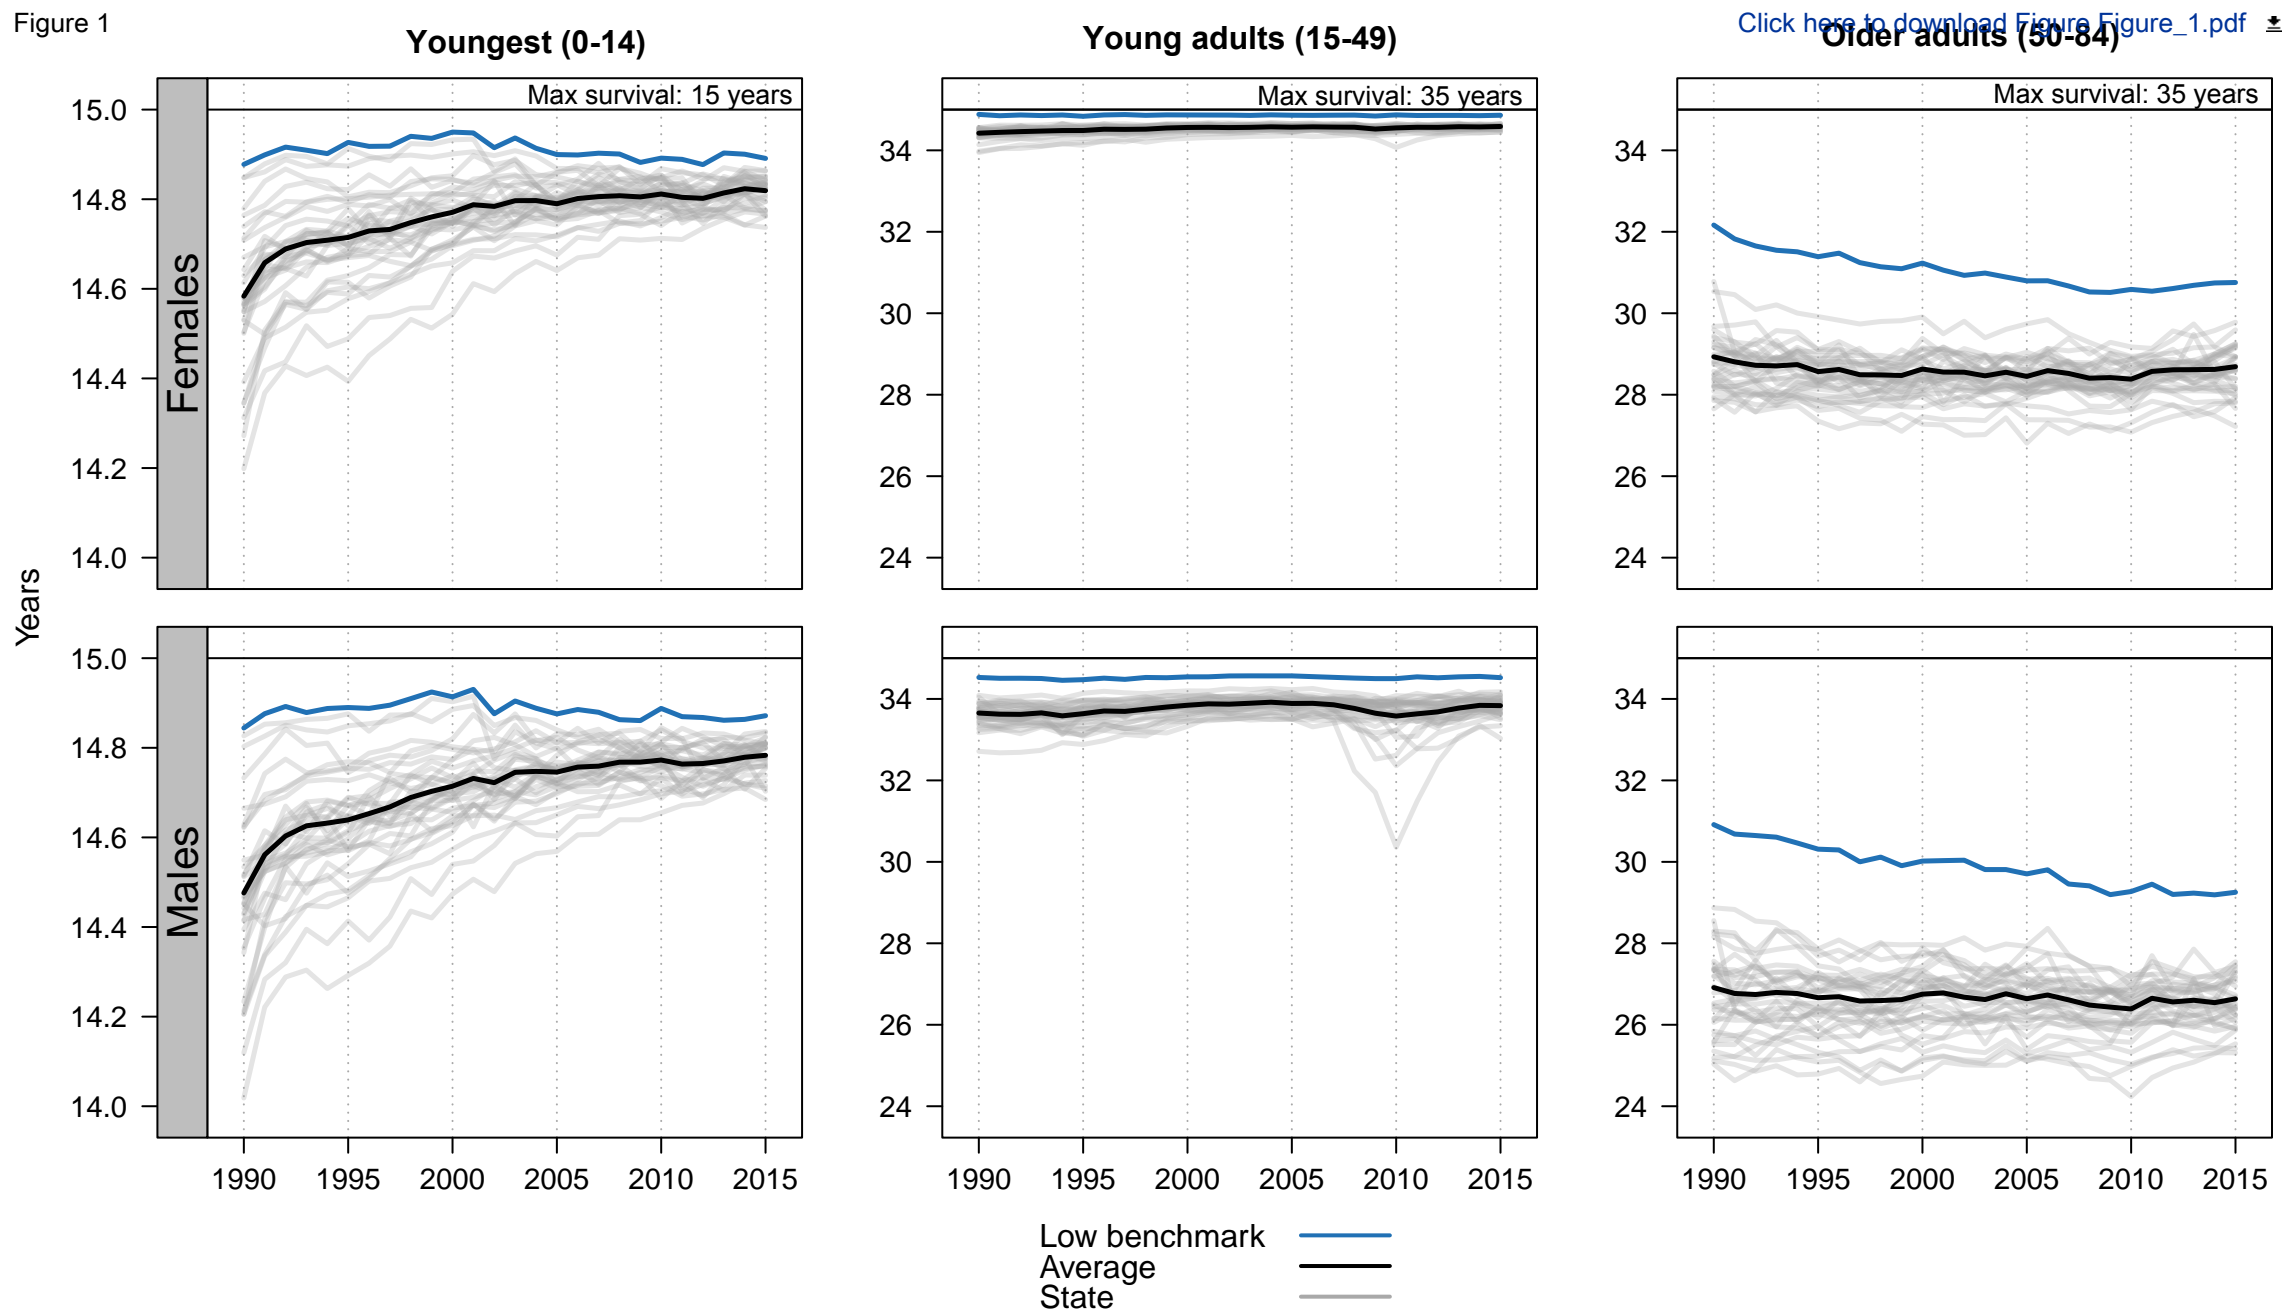 Figure 1
Click here to download Figure Figure_1.pdf
Youngest (0-14)
Young adults (15-49)
Older adults (50-84)
Max survival: 15 years
Max survival: 35 years
Max survival: 35 years
Years
Females
15.0
14.8
14.6
14.4
14.2
14.0
34
32
30
28
26
24
34
32
30
28
26
24
Males
15.0
14.8
14.6
14.4
14.2
14.0
34
32
30
28
26
24
34
32
30
28
26
24
1990 1995 2000 2005 2010 2015
1990 1995 2000 2005 2010 2015
1990 1995 2000 2005 2010 2015
Low benchmark
Average
State